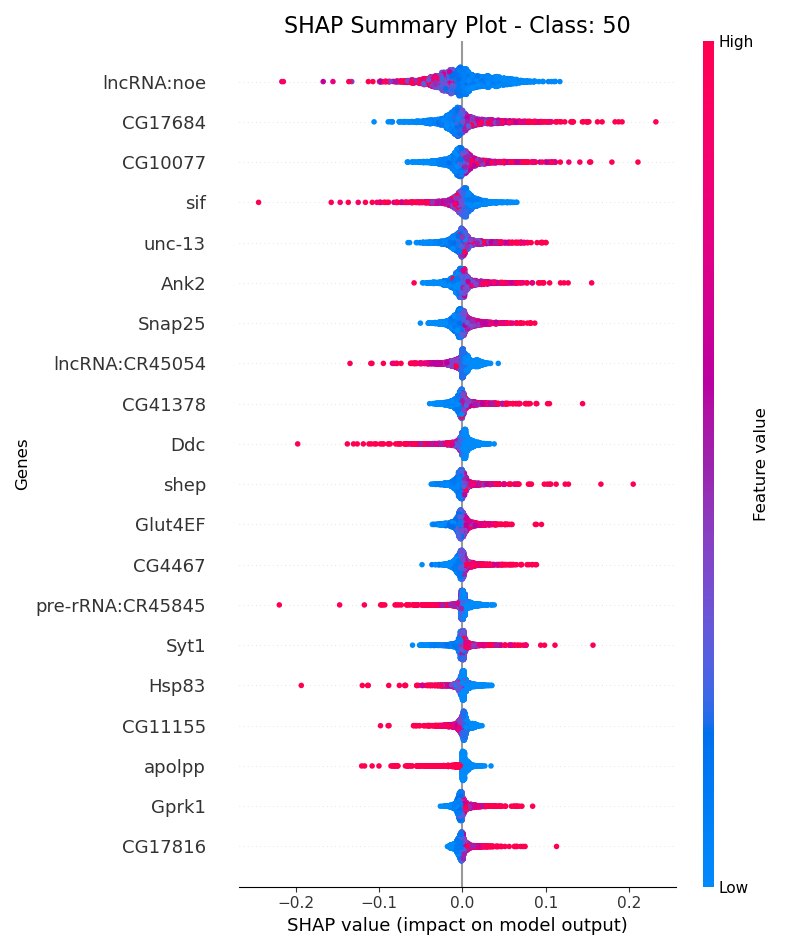 SHAP Summary Plot - Class: 50
High
lncRNA:noe
CG17684
CG10077
sif
unc-13
Ank2
Snap25
lncRNA:CR45054
CG41378
Ddc
shep
Glut4EF
CG4467
pre-rRNA:CR45845
Syt1
Hsp83
CG11155
apolpp
Gprk1
CG17816
Genes
Feature value
Low
−0.2 −0.1 0.0 0.1 0.2
SHAP value (impact on model output)